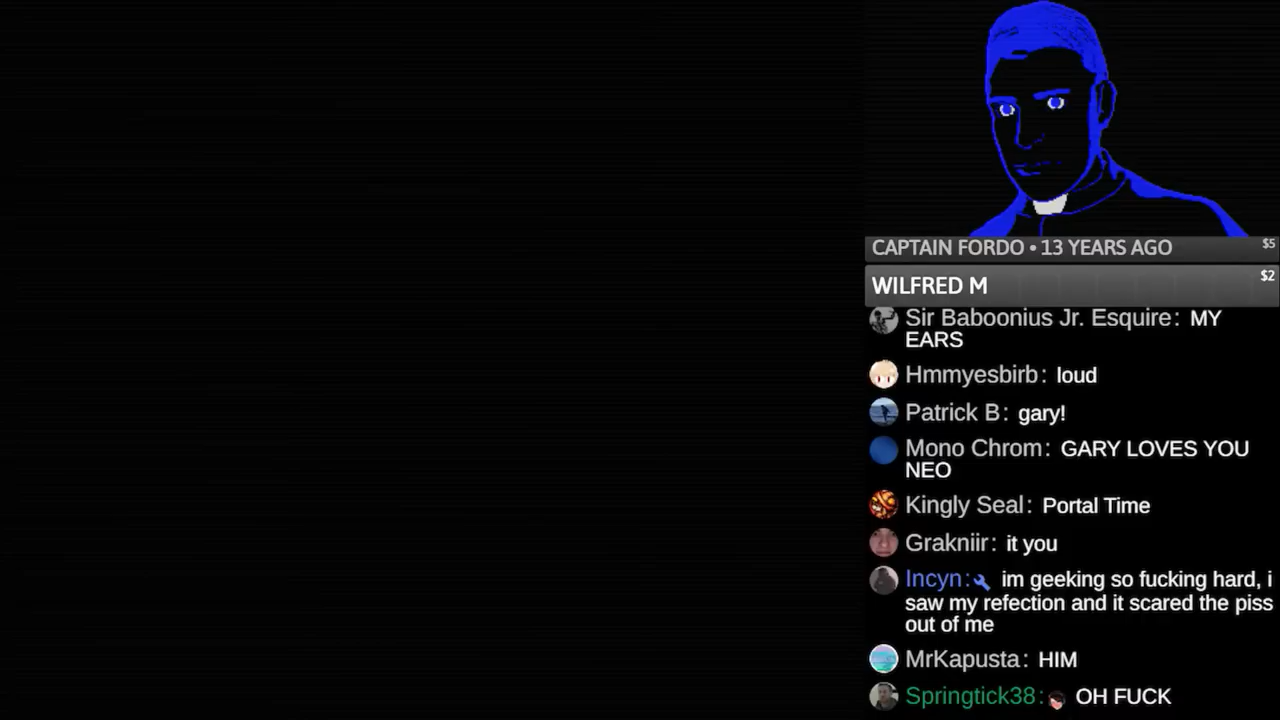 CAPTAIN FORDO • 13 YEARS AGO $5
WILFRED M $2
Sir Baboonius Jr. Esquire: MY
EARS
Hmmyesbirb: loud
Patrick B: gary!
Mono Chrom: GARY LOVES YOU
NEO
Kingly Seal: Portal Time
Grakniir: it you
Incyn: im geeking so fucking hard, i
saw my refection and it scared the piss
out of me
MrKapusta: HIM
Springtick38: OH FUCK